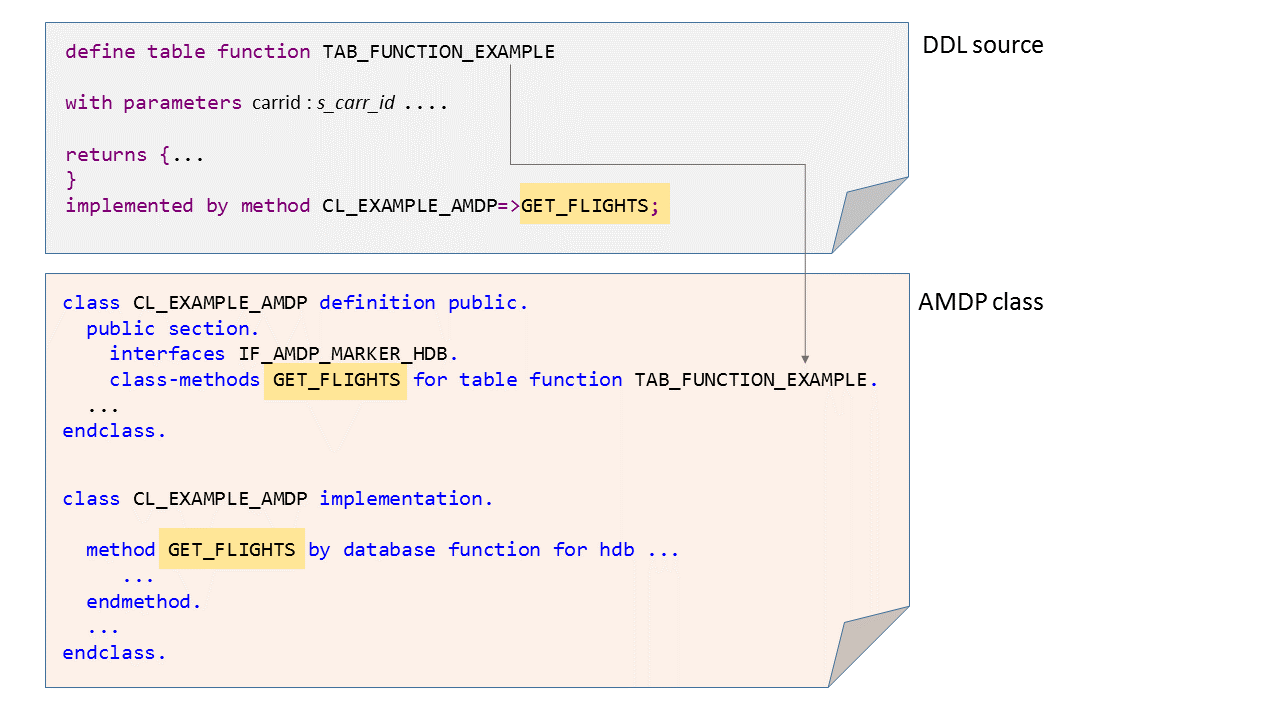 define table function TAB_FUNCTION_EXAMPLE
DDL source
with parameters carrid : s_carr_id ....
returns {...
}
implemented by method CL_EXAMPLE_AMDP=>GET_FLIGHTS;
class CL_EXAMPLE_AMDP definition public.
AMDP class
public section.
interfaces IF_AMDP_MARKER_HDB.
class-methods GET_FLIGHTS for table function TAB_FUNCTION_EXAMPLE.
...
endclass.
class CL_EXAMPLE_AMDP implementation.
method GET_FLIGHTS by database function for hdb ...
...
endmethod.
...
endclass.